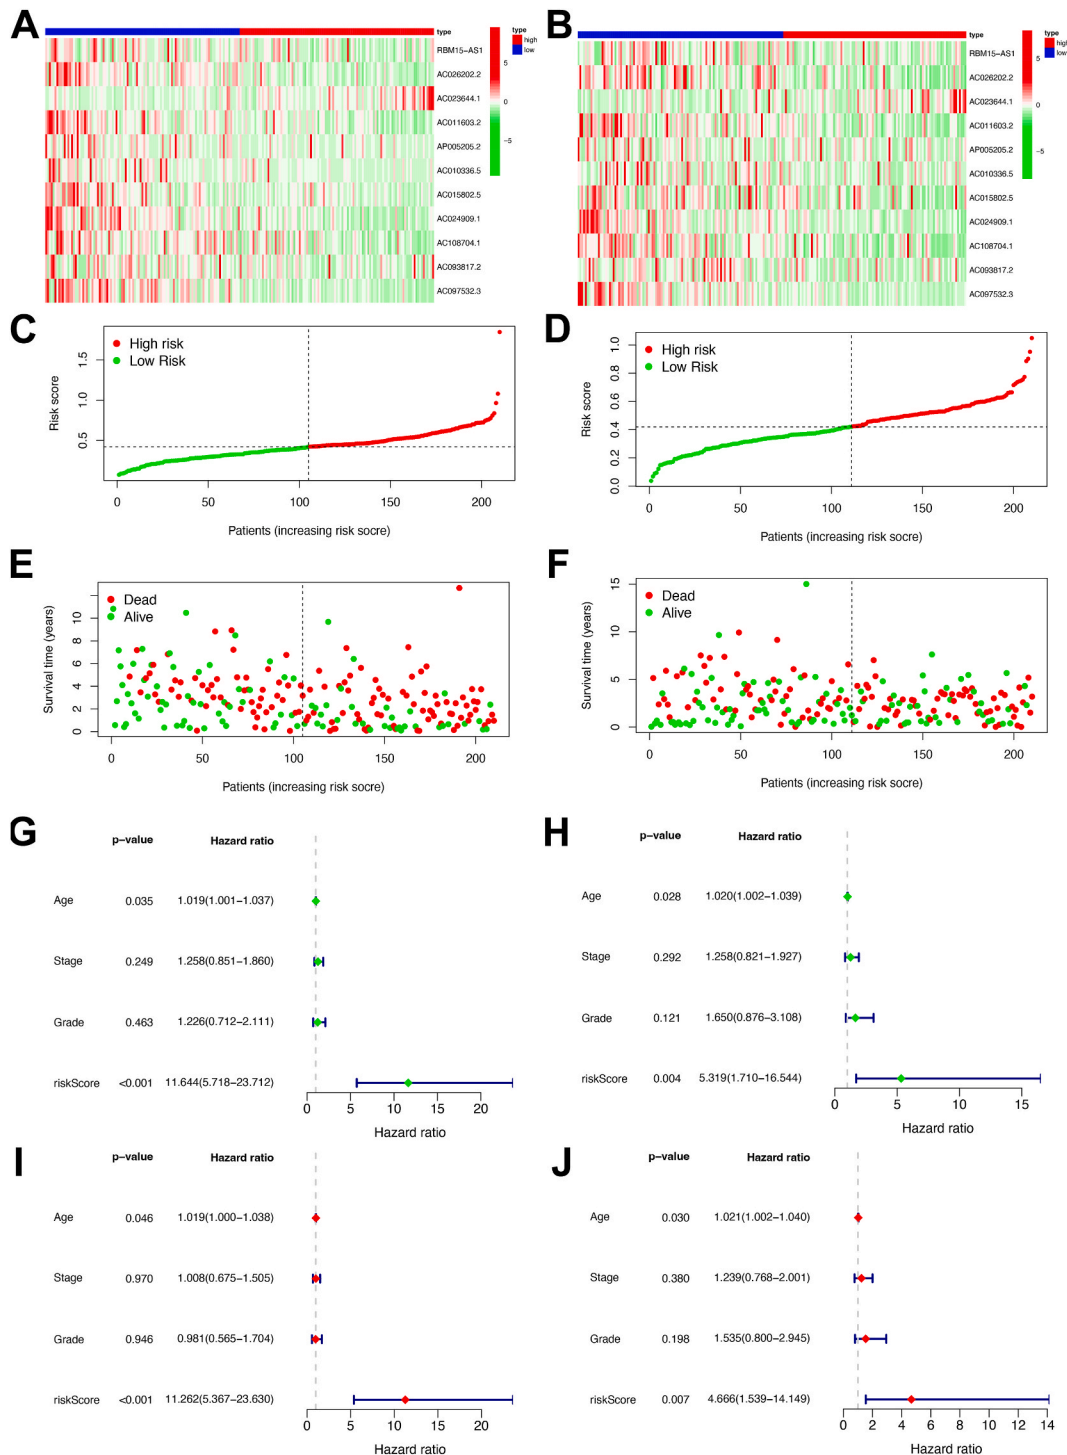 A
type
type
high
low
RBM15-AS1
AC026202.2
AC023644.1
AC011603.2
AP005205.2
AC010336.5
AC015802.5
AC024909.1
AC108704.1
AC093817.2
AC097532.3
5
0
−5
B
type
type
high
low
RBM15-AS1
AC026202.2
AC023644.1
AC011603.2
AP005205.2
AC010336.5
AC015802.5
AC024909.1
AC108704.1
AC093817.2
AC097532.3
5
0
−5
C
High risk
Low Risk
Risk score
0.5 1.0 1.5
0 50 100 150 200
Patients (increasing risk socre)
D
High risk
Low Risk
Risk score
0.0 0.2 0.4 0.6 0.8 1.0
0 50 100 150 200
Patients (increasing risk socre)
E
Dead
Alive
Survival time (years)
0 2 4 6 8 10
0 50 100 150 200
Patients (increasing risk socre)
F
Dead
Alive
Survival time (years)
0 5 10 15
0 50 100 150 200
Patients (increasing risk socre)
G
p−value Hazard ratio
Age 0.035 1.019(1.001−1.037)
Stage 0.249 1.258(0.851−1.860)
Grade 0.463 1.226(0.712−2.111)
riskScore <0.001 11.644(5.718−23.712)
0 5 10 15 20
Hazard ratio
H
p−value Hazard ratio
Age 0.028 1.020(1.002−1.039)
Stage 0.292 1.258(0.821−1.927)
Grade 0.121 1.650(0.876−3.108)
riskScore 0.004 5.319(1.710−16.544)
0 5 10 15
Hazard ratio
I
p−value Hazard ratio
Age 0.046 1.019(1.000−1.038)
Stage 0.970 1.008(0.675−1.505)
Grade 0.946 0.981(0.565−1.704)
riskScore <0.001 11.262(5.367−23.630)
0 5 10 15 20
Hazard ratio
J
p−value Hazard ratio
Age 0.030 1.021(1.002−1.040)
Stage 0.380 1.239(0.768−2.001)
Grade 0.198 1.535(0.800−2.945)
riskScore 0.007 4.666(1.539−14.149)
0 2 4 6 8 10 12 14
Hazard ratio